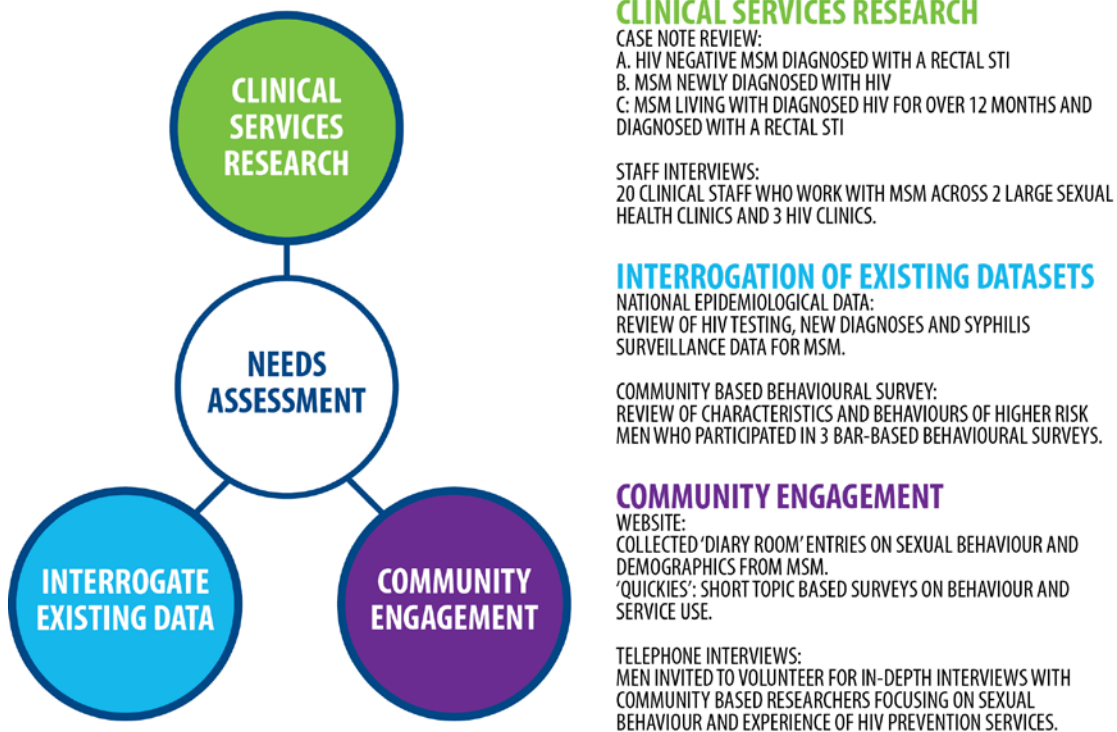 CLINICAL
SERVICES
RESEARCH
NEEDS
ASSESSMENT
INTERROGATE
EXISTING DATA
COMMUNITY
ENGAGEMENT
CLINICAL SERVICES RESEARCH
CASE NOTE REVIEW:
A. HIV NEGATIVE MSM DIAGNOSED WITH A RECTAL STI
B. MSM NEWLY DIAGNOSED WITH HIV
C: MSM LIVING WITH DIAGNOSED HIV FOR OVER 12 MONTHS AND
DIAGNOSED WITH A RECTAL STI
STAFF INTERVIEWS:
20 CLINICAL STAFF WHO WORK WITH MSM ACROSS 2 LARGE SEXUAL
HEALTH CLINICS AND 3 HIV CLINICS.
INTERROGATION OF EXISTING DATASETS
NATIONAL EPIDEMIOLOGICAL DATA:
REVIEW OF HIV TESTING, NEW DIAGNOSES AND SYPHILIS
SURVEILLANCE DATA FOR MSM.
COMMUNITY BASED BEHAVIOURAL SURVEY:
REVIEW OF CHARACTERISTICS AND BEHAVIOURS OF HIGHER RISK
MEN WHO PARTICIPATED IN 3 BAR-BASED BEHAVIOURAL SURVEYS.
COMMUNITY ENGAGEMENT
WEBSITE:
COLLECTED 'DIARY ROOM' ENTRIES ON SEXUAL BEHAVIOUR AND
DEMOGRAPHICS FROM MSM.
'QUICKIES': SHORT TOPIC BASED SURVEYS ON BEHAVIOUR AND
SERVICE USE.
TELEPHONE INTERVIEWS:
MEN INVITED TO VOLUNTEER FOR IN-DEPTH INTERVIEWS WITH
COMMUNITY BASED RESEARCHERS FOCUSING ON SEXUAL
BEHAVIOUR AND EXPERIENCE OF HIV PREVENTION SERVICES.